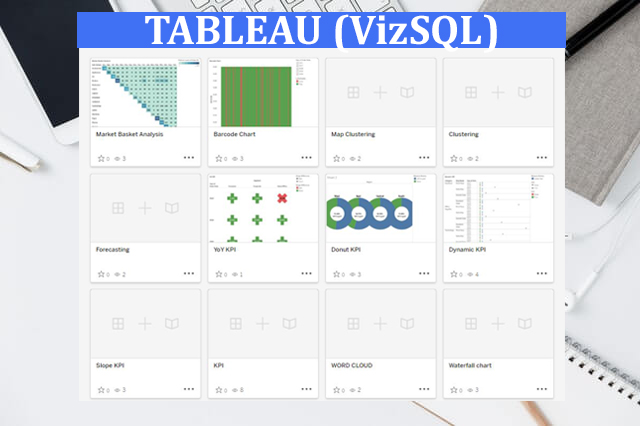 TABLEAU (VizSQL)
Market Basket Analysis
0 3
Barcode Chart
0 3
Map Clustering
0 2
Clustering
0 2
Forecasting
0 2
YoY KPI
0 1
Donut KPI
0 3
Dynamic KPI
0 4
Slope KPI
0 3
KPI
0 8
WORD CLOUD
0 2
Waterfall chart
0 3